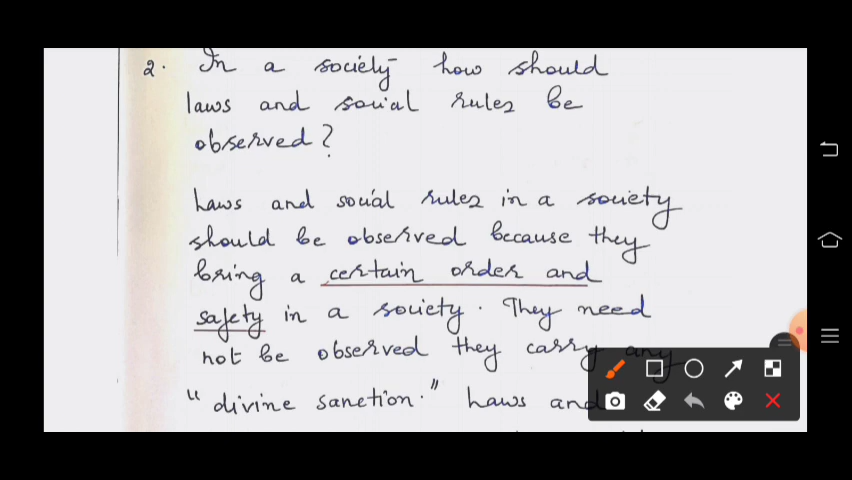 2. In a society how should
laws and social rules be
observed?
Laws and social rules in a society
should be observed because they
bring a certain order and
safety in a society. They need
not be observed they carry any
"divine sanction." Laws and